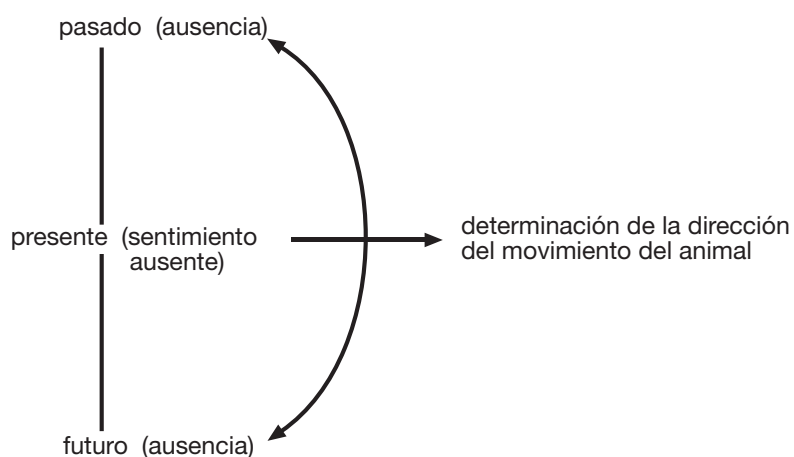 pasado (ausencia)
presente (sentimiento
ausente)
determinación de la dirección
del movimiento del animal
futuro (ausencia)